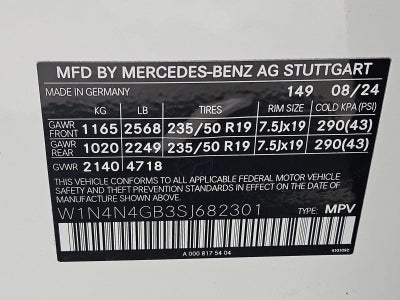 MFD BY MERCEDES-BENZ AG STUTTGART
MADE IN GERMANY 149 08/24
KG LB TIRES RIM SIZE COLD KPA (PSI)
GAWR FRONT 1165 2568 235/50 R19 7.5Jx19 290(43)
GAWR REAR 1020 2249 235/50 R19 7.5Jx19 290(43)
GVWR 2140 4718
THIS VEHICLE CONFORMS TO ALL APPLICABLE FEDERAL MOTOR VEHICLE
SAFETY AND THEFT PREVENTION STANDARDS IN EFFECT ON THE DATE OF
MANUFACTURE SHOWN ABOVE.
W1N4N4GB3SJ682301 TYPE: MPV
A 000 817 54 04